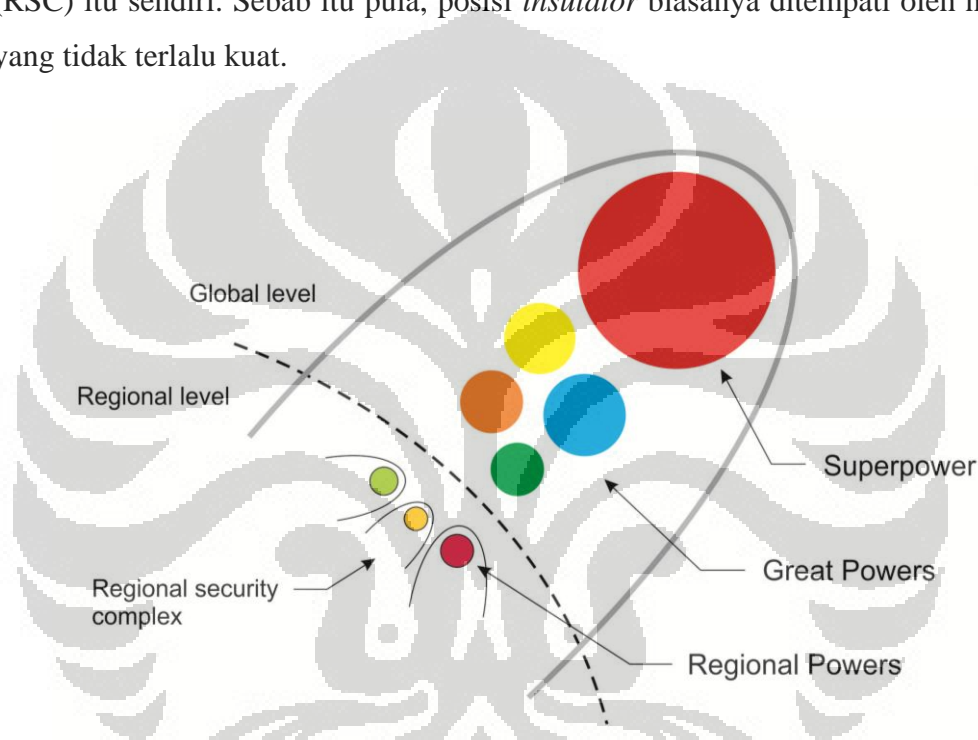 (RSC) itu sendiri. Sebab itu pula, posisi insulator biasanya ditempati oleh
yang tidak terlalu kuat.
Global level
Regional level
Superpower
Great Powers
Regional security
complex
Regional Powers